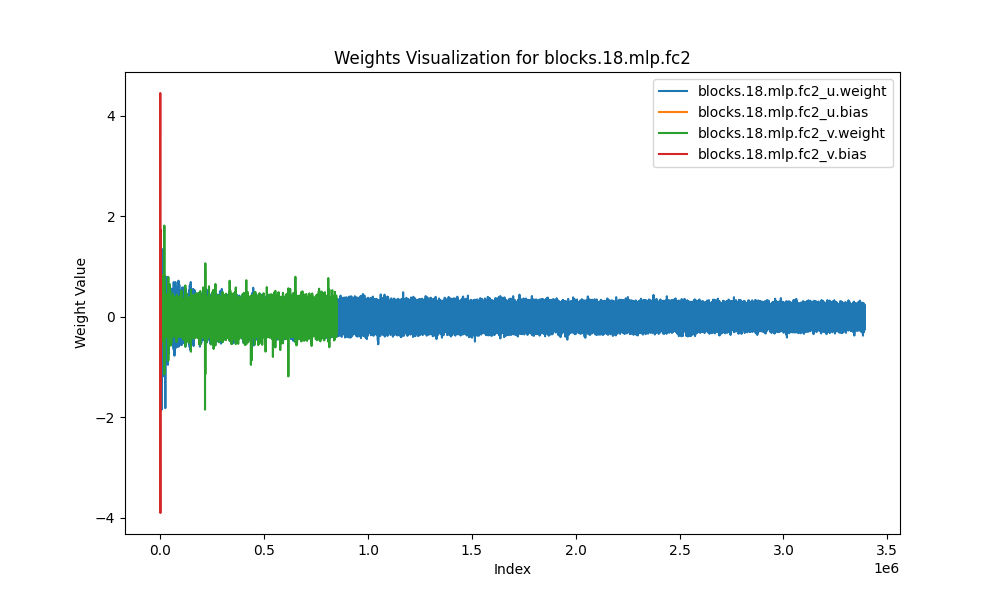 Weights Visualization for blocks.18.mlp.fc2
blocks.18.mlp.fc2_u.weight
blocks.18.mlp.fc2_u.bias
blocks.18.mlp.fc2_v.weight
blocks.18.mlp.fc2_v.bias
Weight Value
4
2
0
−2
−4
0.0 0.5 1.0 1.5 2.0 2.5 3.0 3.5
1e6
Index